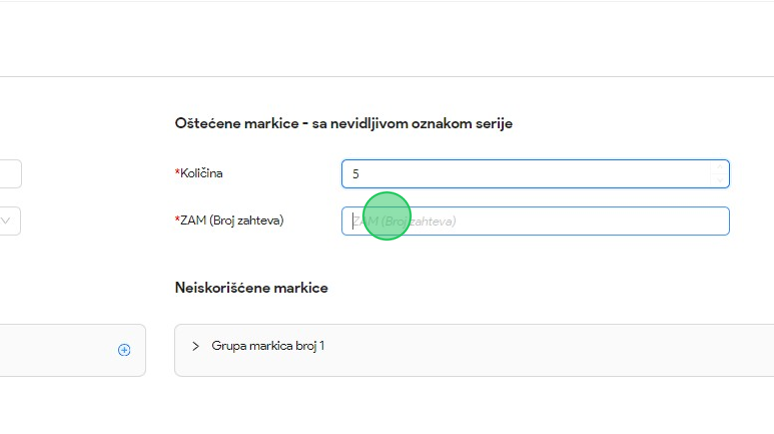 Oštećene markice - sa nevidljivom oznakom serije
*Količina
5
*ZAM (Broj zahteva)
ZAM (Broj zahteva)
Neiskorišćene markice
Grupa markica broj 1